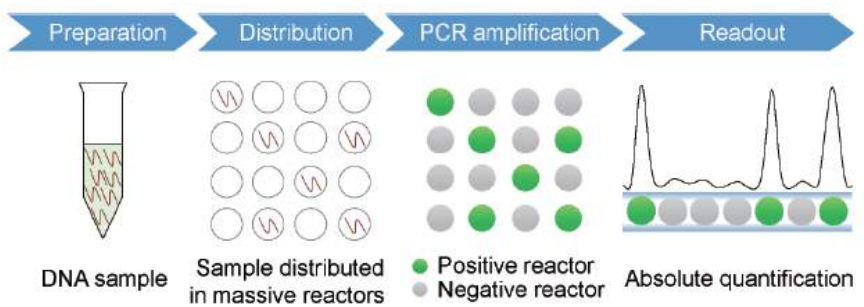 Preparation
Distribution
PCR amplification
Readout
DNA sample
Sample distributed
in massive reactors
Positive reactor
Negative reactor
Absolute quantification